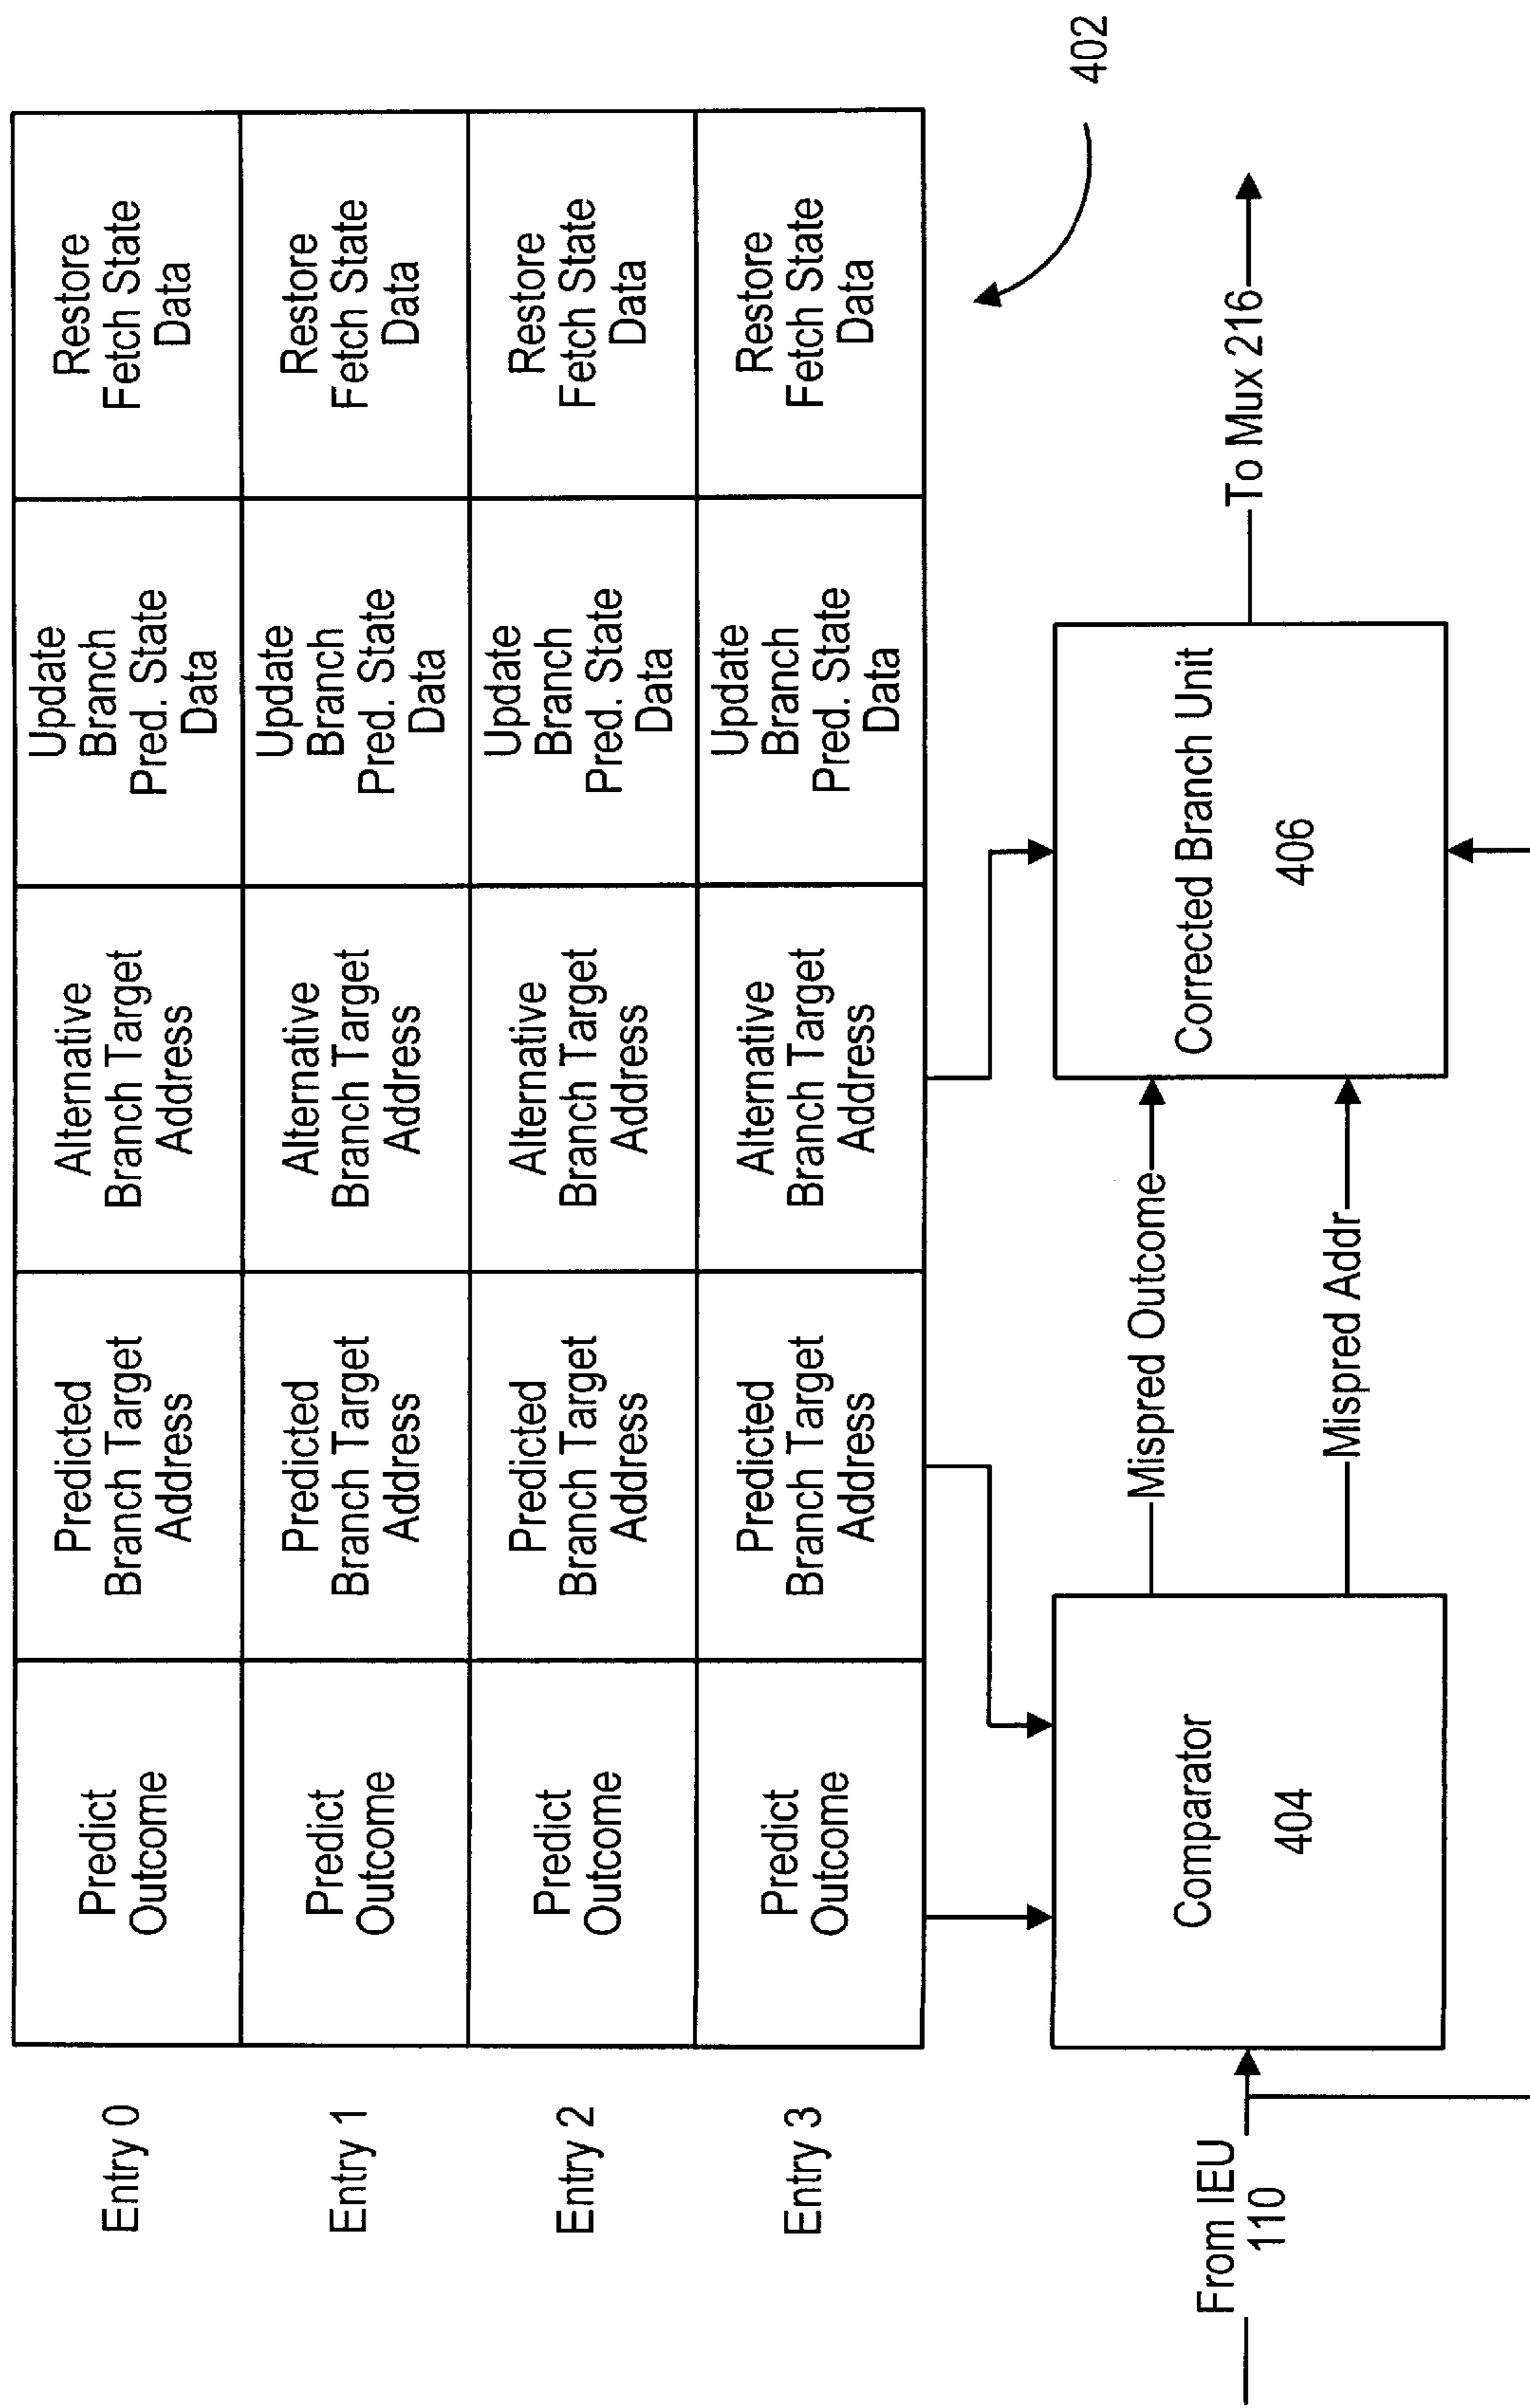 Entry 0
Predict
Outcome
Predicted
Branch Target
Address
Alternative
Branch Target
Address
Update
Branch
Pred. State
Data
Restore
Fetch State
Data
Entry 1
Predict
Outcome
Predicted
Branch Target
Address
Alternative
Branch Target
Address
Update
Branch
Pred. State
Data
Restore
Fetch State
Data
Entry 2
Predict
Outcome
Predicted
Branch Target
Address
Alternative
Branch Target
Address
Update
Branch
Pred. State
Data
Restore
Fetch State
Data
Entry 3
Predict
Outcome
Predicted
Branch Target
Address
Alternative
Branch Target
Address
Update
Branch
Pred. State
Data
Restore
Fetch State
Data
402
From IEU
110
Comparator
404
Mispred Outcome
Mispred Addr
Corrected Branch Unit
406
To Mux 216